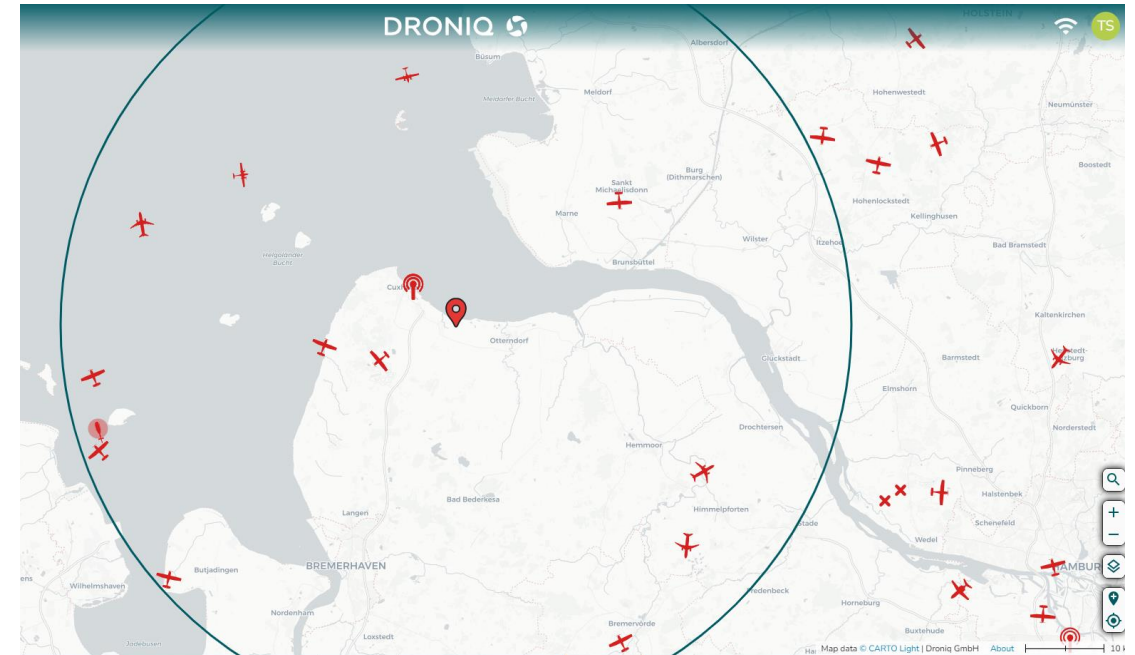 DRONIQ
TS
HOLSTEIN
Albersdorf
Büsum
Meldorfer Bucht
Meldorf
Hohenwestedt
Neumünster
Boostedt
Burg
(Dithmarschen)
Sankt
Michaelisdonn
Marne
Hohenlockstedt
Kellinghusen
Wilster
Itzehoe
Bad Bramstedt
Helgoländer
Bucht
Brunsbüttel
Kaltenkirchen
Otterndorf
Glückstadt
Barmstedt
Elmshorn
Quickborn
Norderstedt
Drochtersen
Hemmoor
Pinneberg
Halstenbek
Bad Bederkesa
Langen
Himmelpforten
Schenefeld
Stade
Wedel
BREMERHAVEN
Butjadingen
Wilhelmshaven
Fredenbeck
Horneburg
Nordenham
Bremervörde
Buxtehude
Loxstedt
Jadebusen
Map data © CARTO Light | Droniq GmbH About
10 k